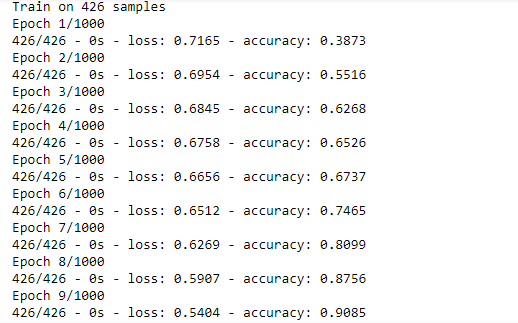 Train on 426 samples
Epoch 1/1000
426/426 - 0s - loss: 0.7165 - accuracy: 0.3873
Epoch 2/1000
426/426 - 0s - loss: 0.6954 - accuracy: 0.5516
Epoch 3/1000
426/426 - 0s - loss: 0.6845 - accuracy: 0.6268
Epoch 4/1000
426/426 - 0s - loss: 0.6758 - accuracy: 0.6526
Epoch 5/1000
426/426 - 0s - loss: 0.6656 - accuracy: 0.6737
Epoch 6/1000
426/426 - 0s - loss: 0.6512 - accuracy: 0.7465
Epoch 7/1000
426/426 - 0s - loss: 0.6269 - accuracy: 0.8099
Epoch 8/1000
426/426 - 0s - loss: 0.5907 - accuracy: 0.8756
Epoch 9/1000
426/426 - 0s - loss: 0.5404 - accuracy: 0.9085